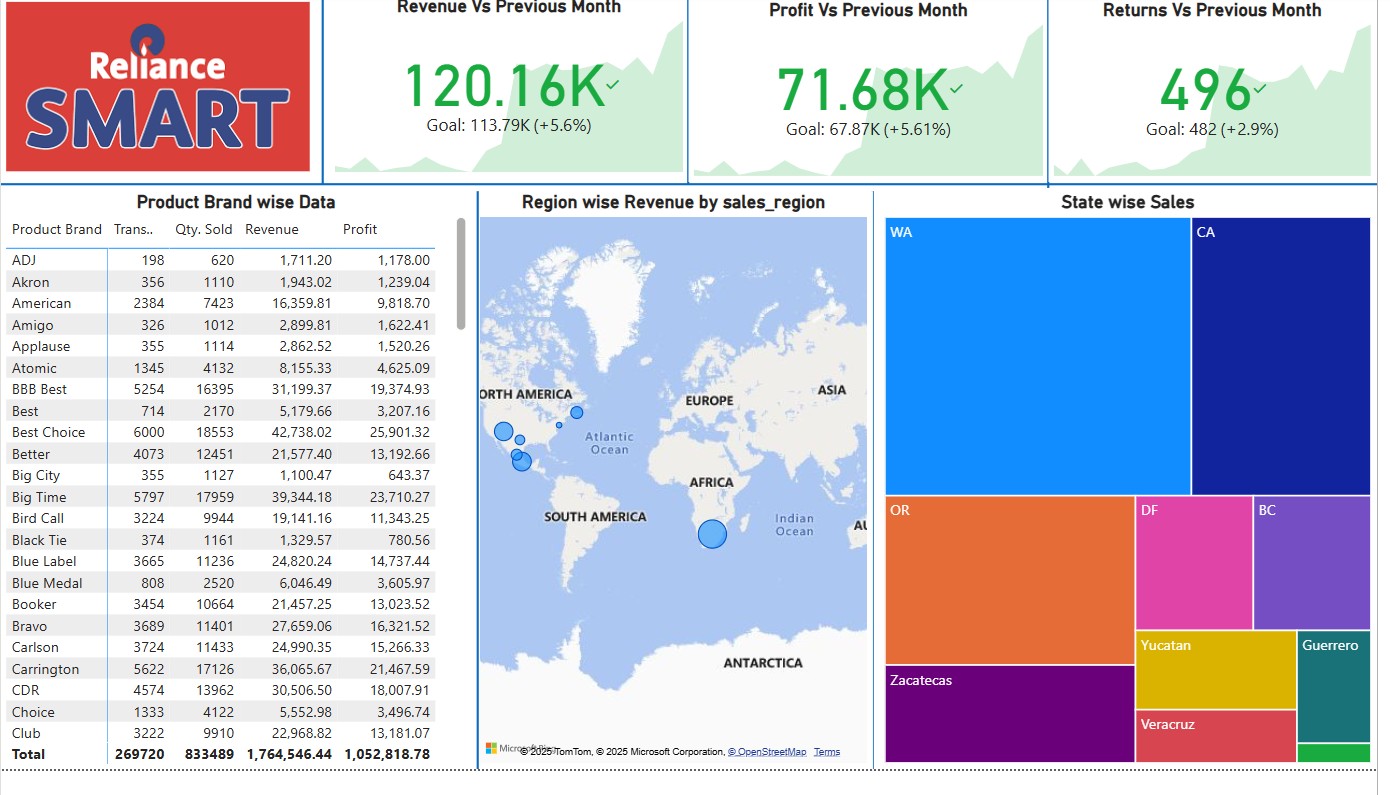 Reliance
SMART
Revenue Vs Previous Month
120.16K
Goal: 113.79K (+5.6%)
Profit Vs Previous Month
71.68K
Goal: 67.87K (+5.61%)
Returns Vs Previous Month
496
Goal: 482 (+2.9%)
Product Brand wise Data
Product Brand Trans.. Qty. Sold Revenue Profit
ADJ 198 620 1,711.20 1,178.00
Akron 356 1110 1,943.02 1,239.04
American 2384 7423 16,359.81 9,818.70
Amigo 326 1012 2,899.81 1,622.41
Applause 355 1114 2,862.52 1,520.26
Atomic 1345 4132 8,155.33 4,625.09
BBB Best 5254 16395 31,199.37 19,374.93
Best 714 2170 5,179.66 3,207.16
Best Choice 6000 18553 42,738.02 25,901.32
Better 4073 12451 21,577.40 13,192.66
Big City 355 1127 1,100.47 643.37
Big Time 5797 17959 39,344.18 23,710.27
Bird Call 3224 9944 19,141.16 11,343.25
Black Tie 374 1161 1,329.57 780.56
Blue Label 3665 11236 24,820.24 14,737.44
Blue Medal 808 2520 6,046.49 3,605.97
Booker 3454 10664 21,457.25 13,023.52
Bravo 3689 11401 27,659.06 16,321.52
Carlson 3724 11433 24,990.35 15,266.33
Carrington 5622 17126 36,065.67 21,467.59
CDR 4574 13962 30,506.50 18,007.91
Choice 1333 4122 5,552.98 3,496.74
Club 3222 9910 22,968.82 13,181.07
Total 269720 833489 1,764,546.44 1,052,818.78
Region wise Revenue by sales_region
ORTH AMERICA
EUROPE
ASIA
Atlantic
Ocean
AFRICA
SOUTH AMERICA
Indian
Ocean
AU
ANTARCTICA
© 2025 TomTom, © 2025 Microsoft Corporation, © OpenStreetMap Terms
State wise Sales
WA
CA
OR
DF
BC
Zacatecas
Yucatan
Guerrero
Veracruz